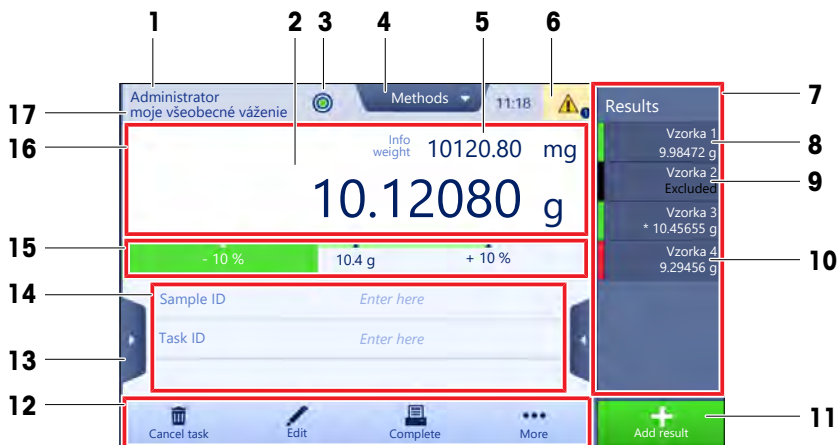 1 2 3 4 5 6
Administrator
moje všeobecné váženie
Methods
11:18
Results
7
17
16
Info
weight 10120.80 mg
10.12080 g
Vzorka 1
9.98472 g
8
Vzorka 2
Excluded
9
Vzorka 3
* 10.45655 g
Vzorka 4
9.29456 g
10
15
- 10 % 10.4 g + 10 %
14
Sample ID Enter here
Task ID Enter here
13
12
Cancel task Edit Complete More
Add result
11